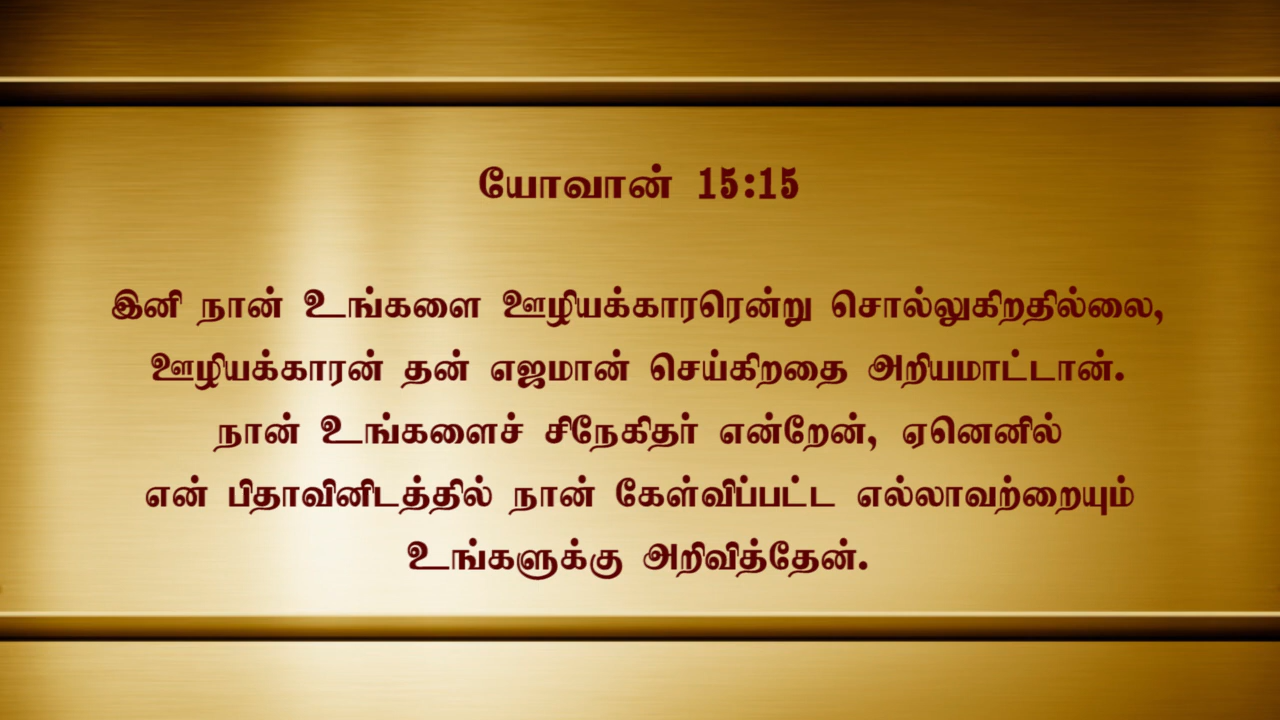 யோவான் 15:15
இனி நான் உங்களை ஊழியக்காரரென்று சொல்லுகிறதில்லை,
ஊழியக்காரன் தன் எஜமான் செய்கிறதை அறியமாட்டான்.
நான் உங்களைச் சிநேகிதர் என்றேன், ஏனெனில்
என் பிதாவினிடத்தில் நான் கேள்விப்பட்ட எல்லாவற்றையும்
உங்களுக்கு அறிவித்தேன்.